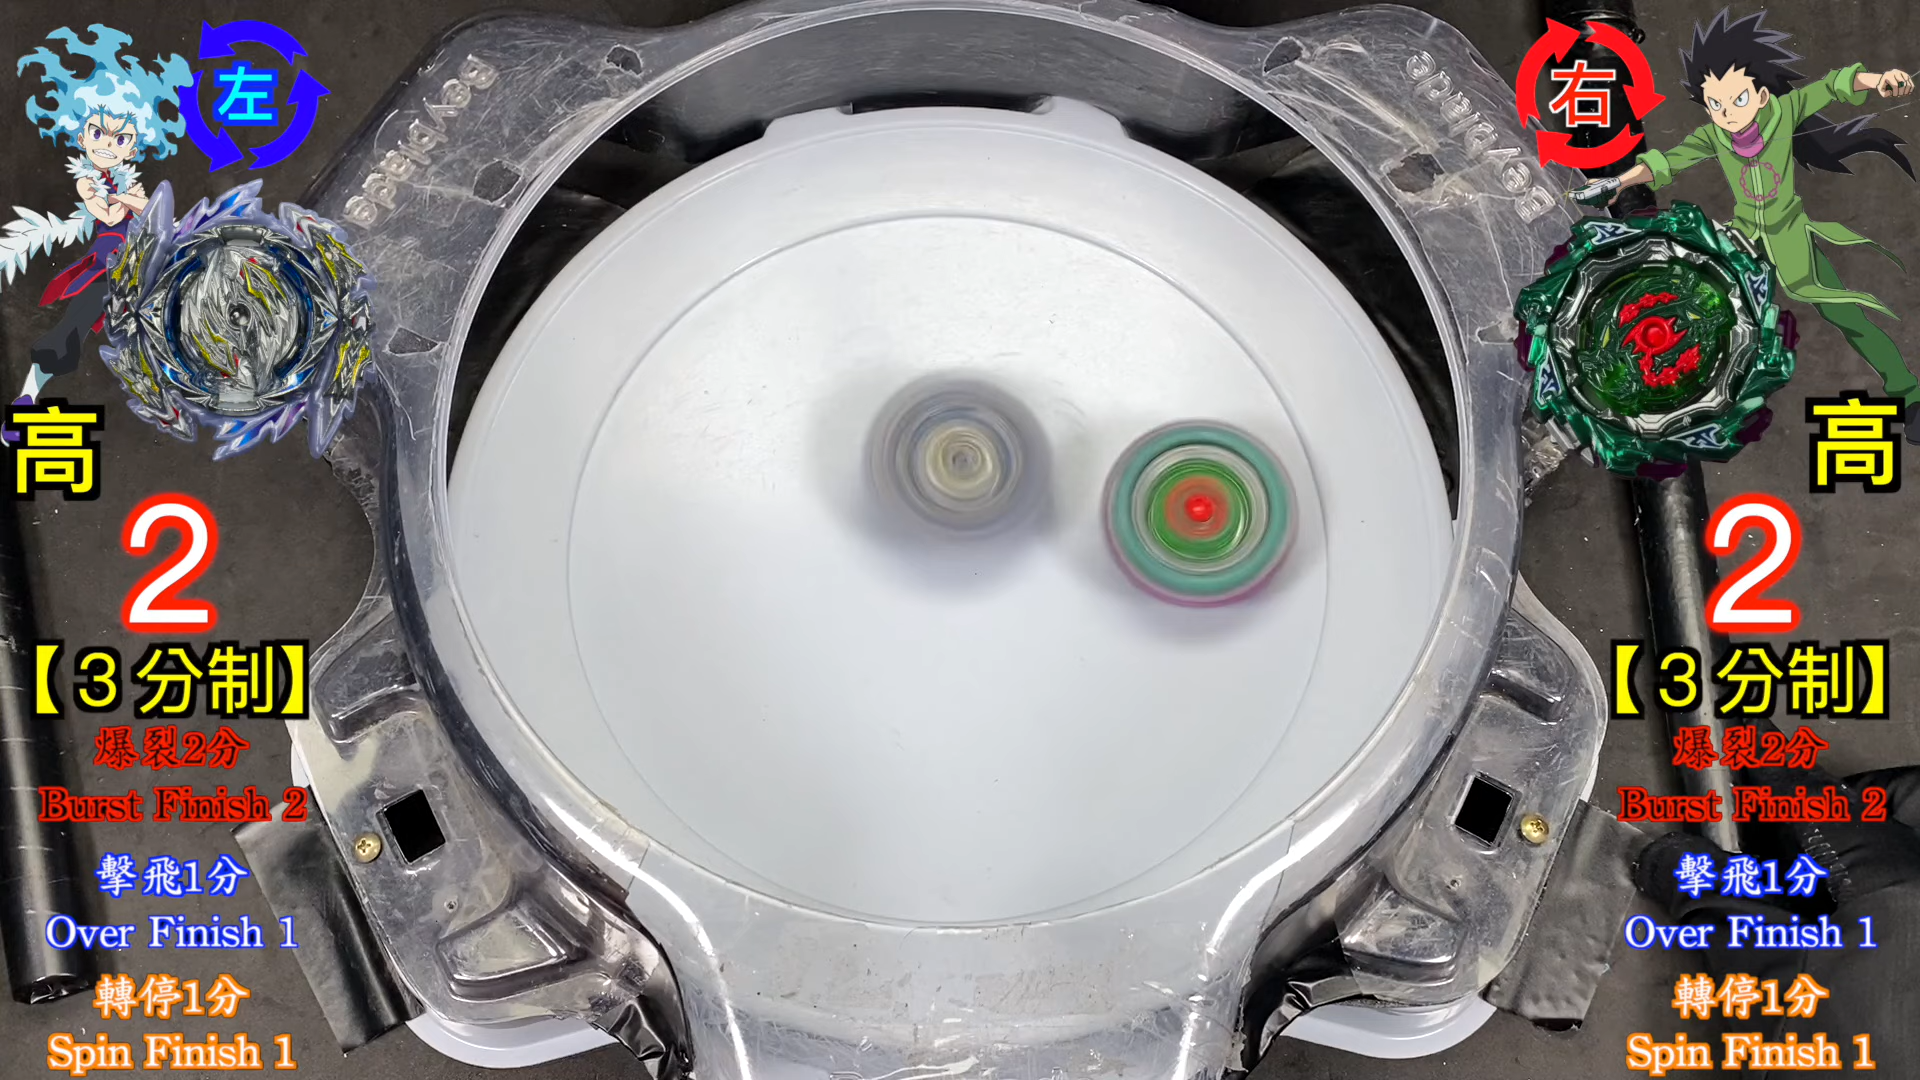 左
高
2
【3分制】
爆裂2分
Burst Finish 2
擊飛1分
Over Finish 1
轉停1分
Spin Finish 1
Beyblade
Beyblade
右
高
2
【3分制】
爆裂2分
Burst Finish 2
擊飛1分
Over Finish 1
轉停1分
Spin Finish 1